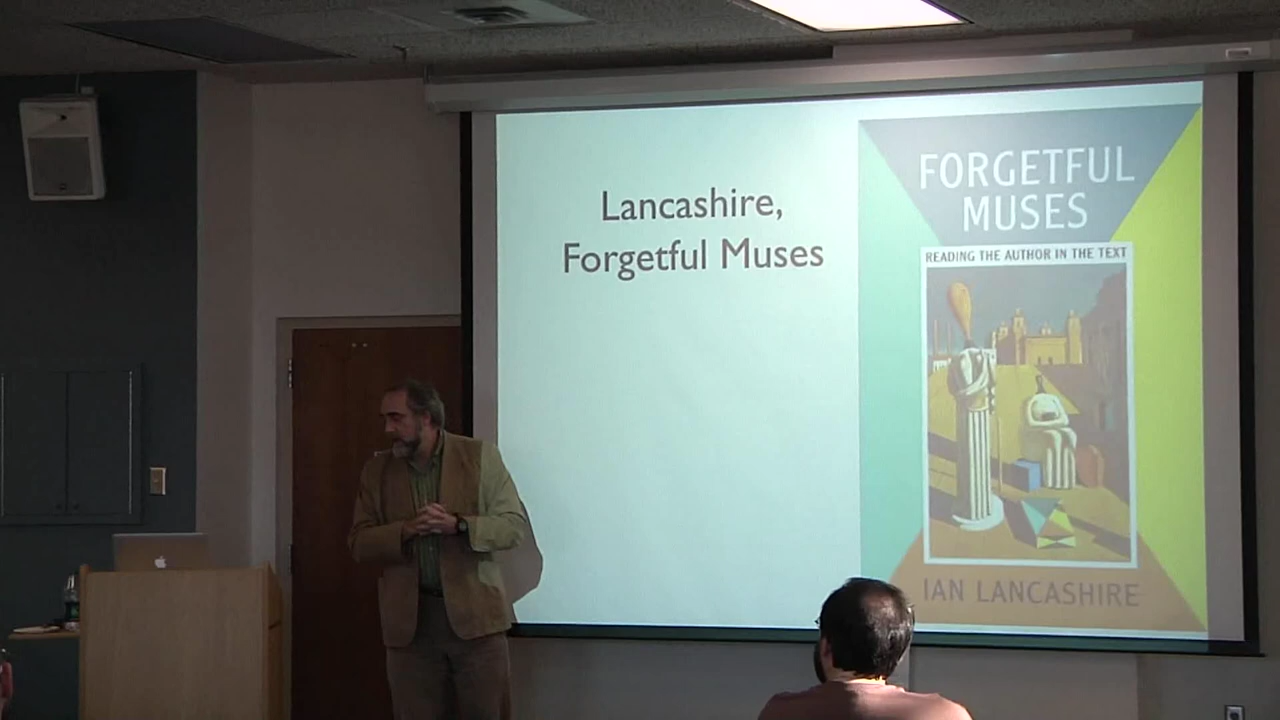 Lancashire,
Forgetful Muses
FORGETFUL
MUSES
READING THE AUTHOR IN THE TEXT
IAN LANCASHIRE